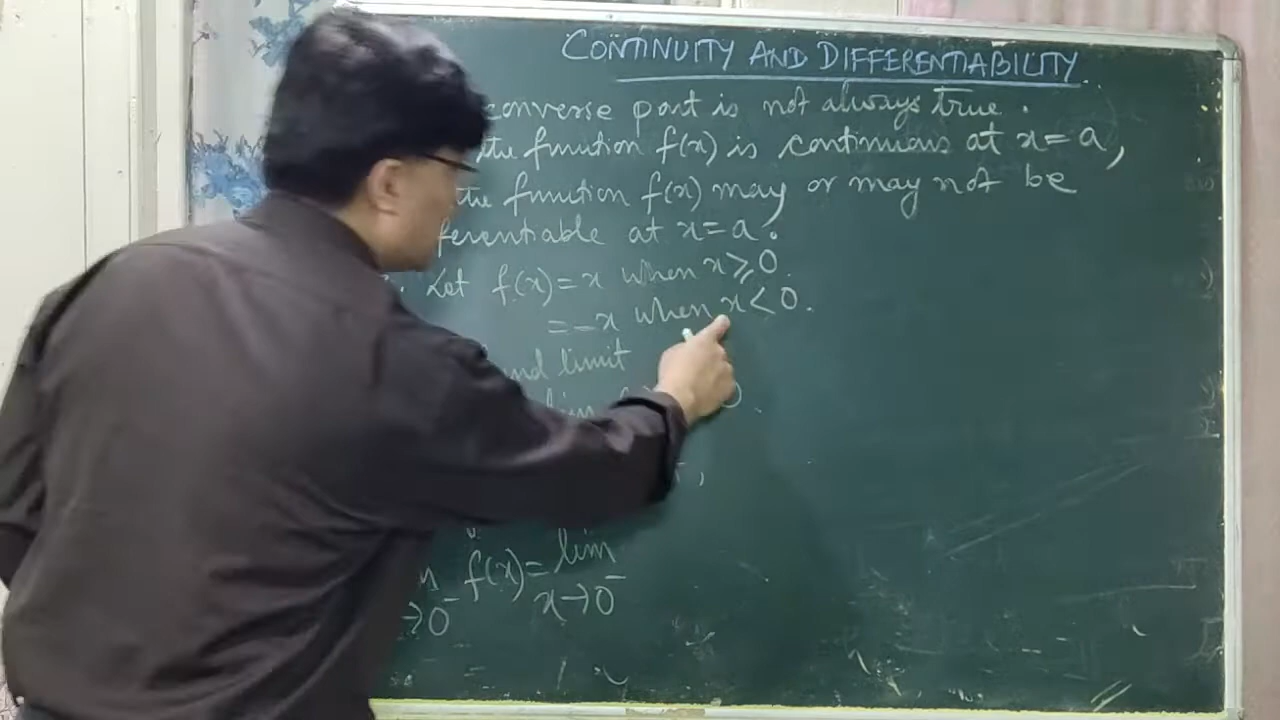 CONTINUITY AND DIFFERENTIABILITY
converse part is not always true.
the function f(x) is continuous at x=a,
the function f(x) may or may not be
ferentiable at x=a.
Let f(x)=x when x≥0.
=-x when x<0.
and limit
lim
f(x)=lim
→0⁻ x→0⁻